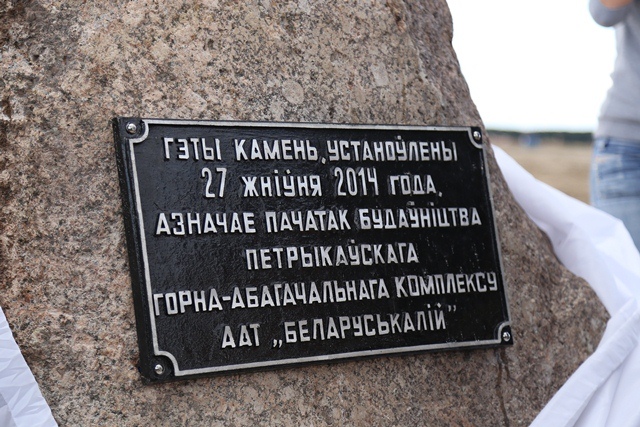 ГЭТЫ КАМЕНЬ, УСТАНОЎЛЕНЫ
27 ЖНІЎНЯ 2014 ГОДА,
АЗНАЧАЕ ПАЧАТАК БУДАЎНІЦТВА
ПЕТРЫКАЎСКАГА
ГОРНА-АБАГАЧАЛЬНАГА КОМПЛЕКСУ
ААТ „БЕЛАРУСЬКАЛІЙ"